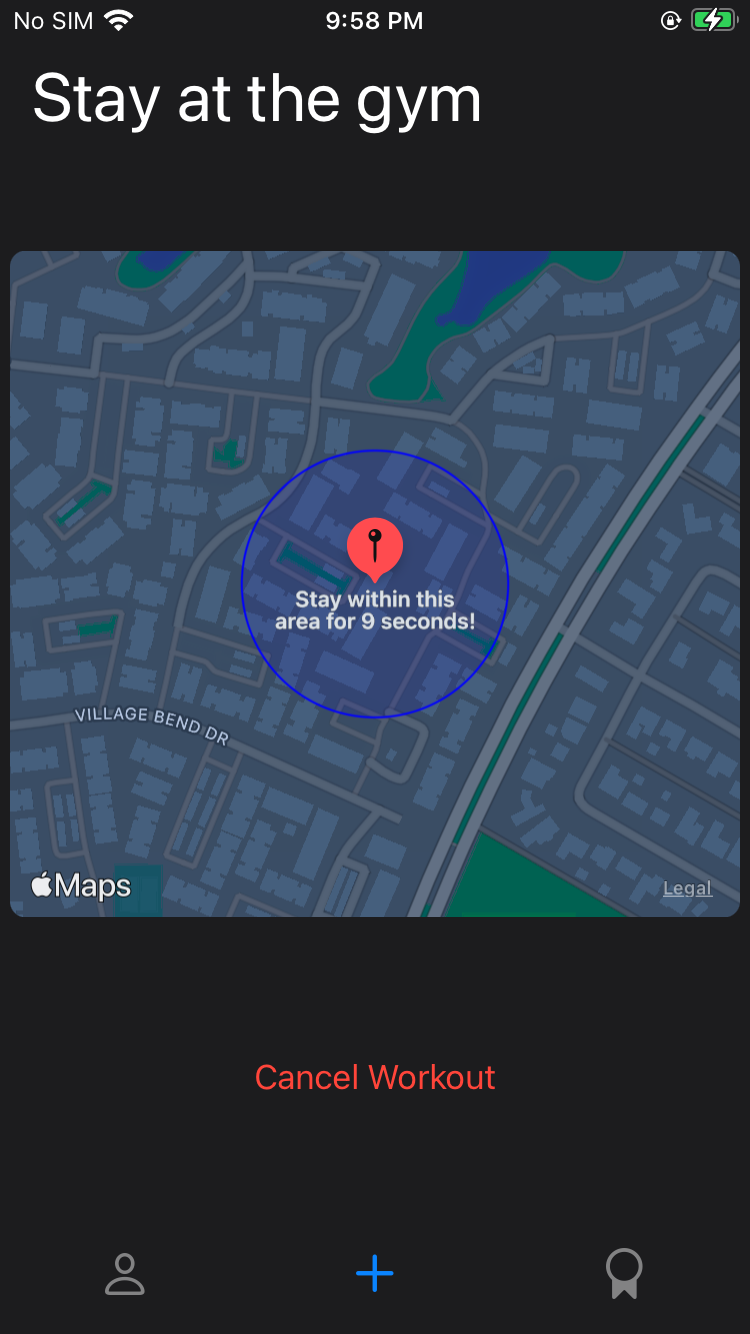 No SIM
9:58 PM
Stay at the gym
Stay within this
area for 9 seconds!
VILLAGE BEND DR
Maps
Legal
Cancel Workout